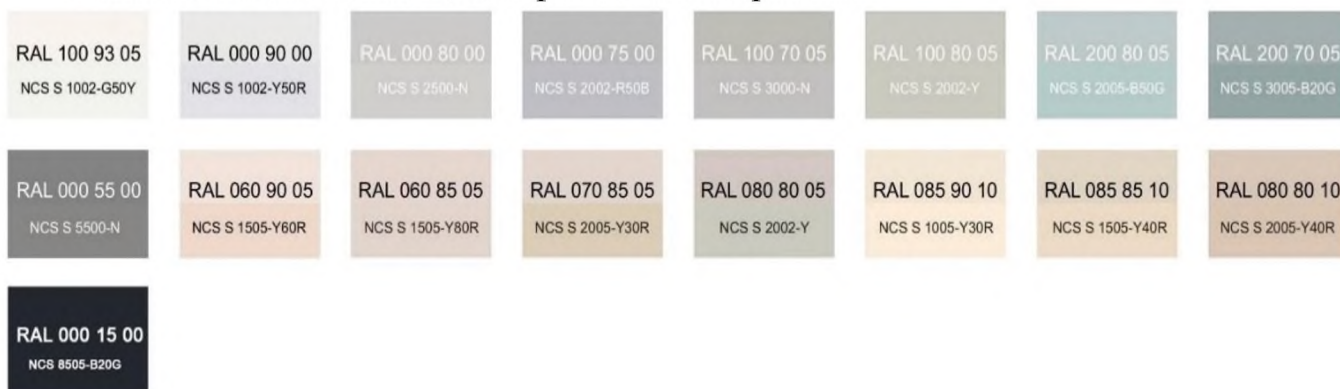 RAL 100 93 05
NCS S 1002-G50Y
RAL 000 90 00
NCS S 1002-Y50R
RAL 000 80 00
NCS S 2500-N
RAL 000 75 00
NCS S 2002-R50B
RAL 100 70 05
NCS S 3000-N
RAL 100 80 05
NCS S 2002-Y
RAL 200 80 05
NCS S 2005-B50G
RAL 200 70 05
NCS S 3005-B20G
RAL 000 55 00
NCS S 5500-N
RAL 060 90 05
NCS S 1505-Y60R
RAL 060 85 05
NCS S 1505-Y80R
RAL 070 85 05
NCS S 2005-Y30R
RAL 080 80 05
NCS S 2002-Y
RAL 085 90 10
NCS S 1005-Y30R
RAL 085 85 10
NCS S 1505-Y40R
RAL 080 80 10
NCS S 2005-Y40R
RAL 000 15 00
NCS 8505-B20G